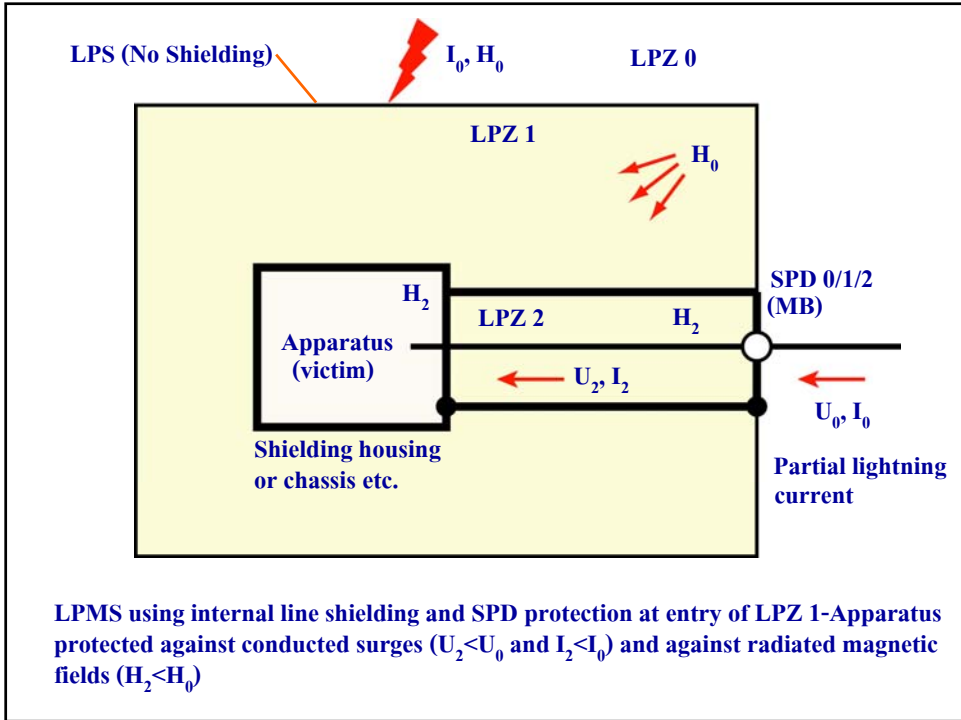 LPS (No Shielding)
I₀, H₀
LPZ 0
LPZ 1
H₀
SPD 0/1/2
(MB)
H₂
LPZ 2
H₂
Apparatus
(victim)
U₂, I₂
U₀, I₀
Shielding housing
or chassis etc.
Partial lightning
current
LPMS using internal line shielding and SPD protection at entry of LPZ 1-Apparatus
protected against conducted surges (U₂<U₀ and I₂<I₀) and against radiated magnetic
fields (H₂<H₀)